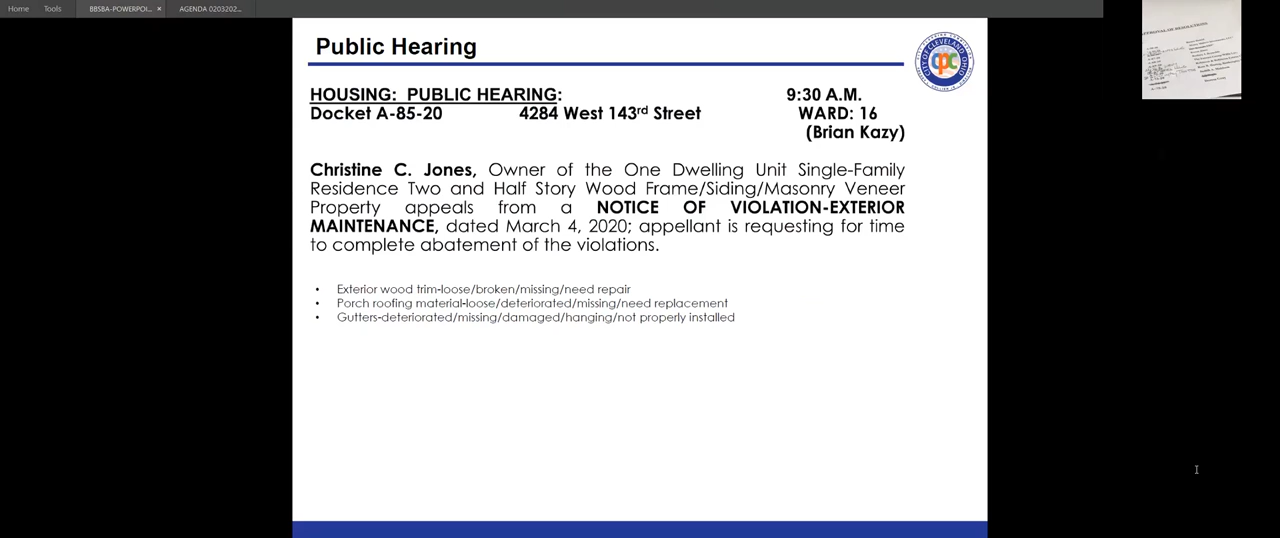 Home Tools BBSBA-POWERPOI... × AGENDA 0203202...
Public Hearing
HOUSING: PUBLIC HEARING: 9:30 A.M.
Docket A-85-20 4284 West 143rd Street WARD: 16
(Brian Kazy)
Christine C. Jones, Owner of the One Dwelling Unit Single-Family
Residence Two and Half Story Wood Frame/Siding/Masonry Veneer
Property appeals from a NOTICE OF VIOLATION-EXTERIOR
MAINTENANCE, dated March 4, 2020; appellant is requesting for time
to complete abatement of the violations.
• Exterior wood trim-loose/broken/missing/need repair
• Porch roofing material-loose/deteriorated/missing/need replacement
• Gutters-deteriorated/missing/damaged/hanging/not properly installed